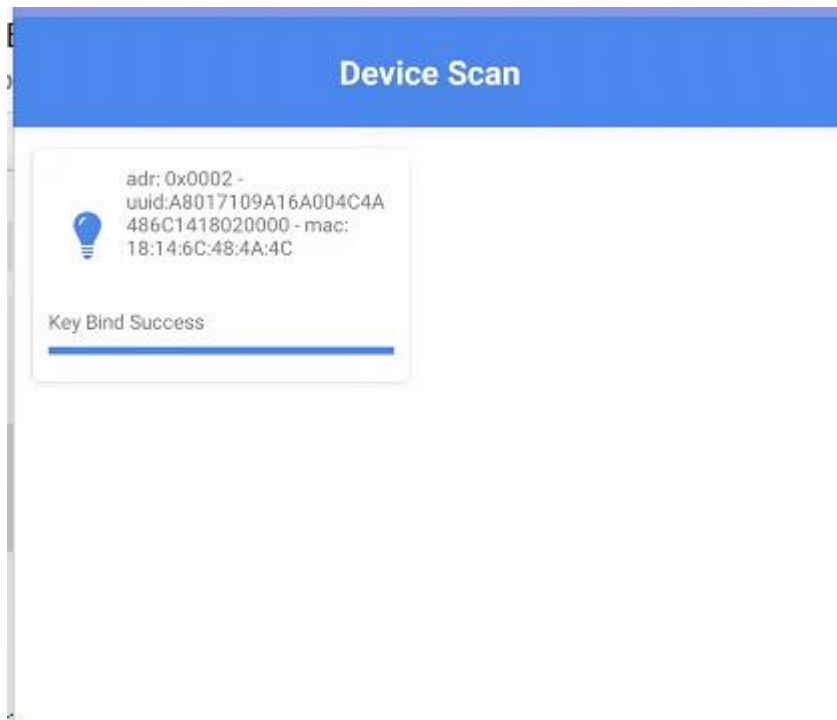 Device Scan
adr: 0x0002 -
uuid:A8017109A16A004C4A
486C1418020000 - mac:
18:14:6C:48:4A:4C
Key Bind Success